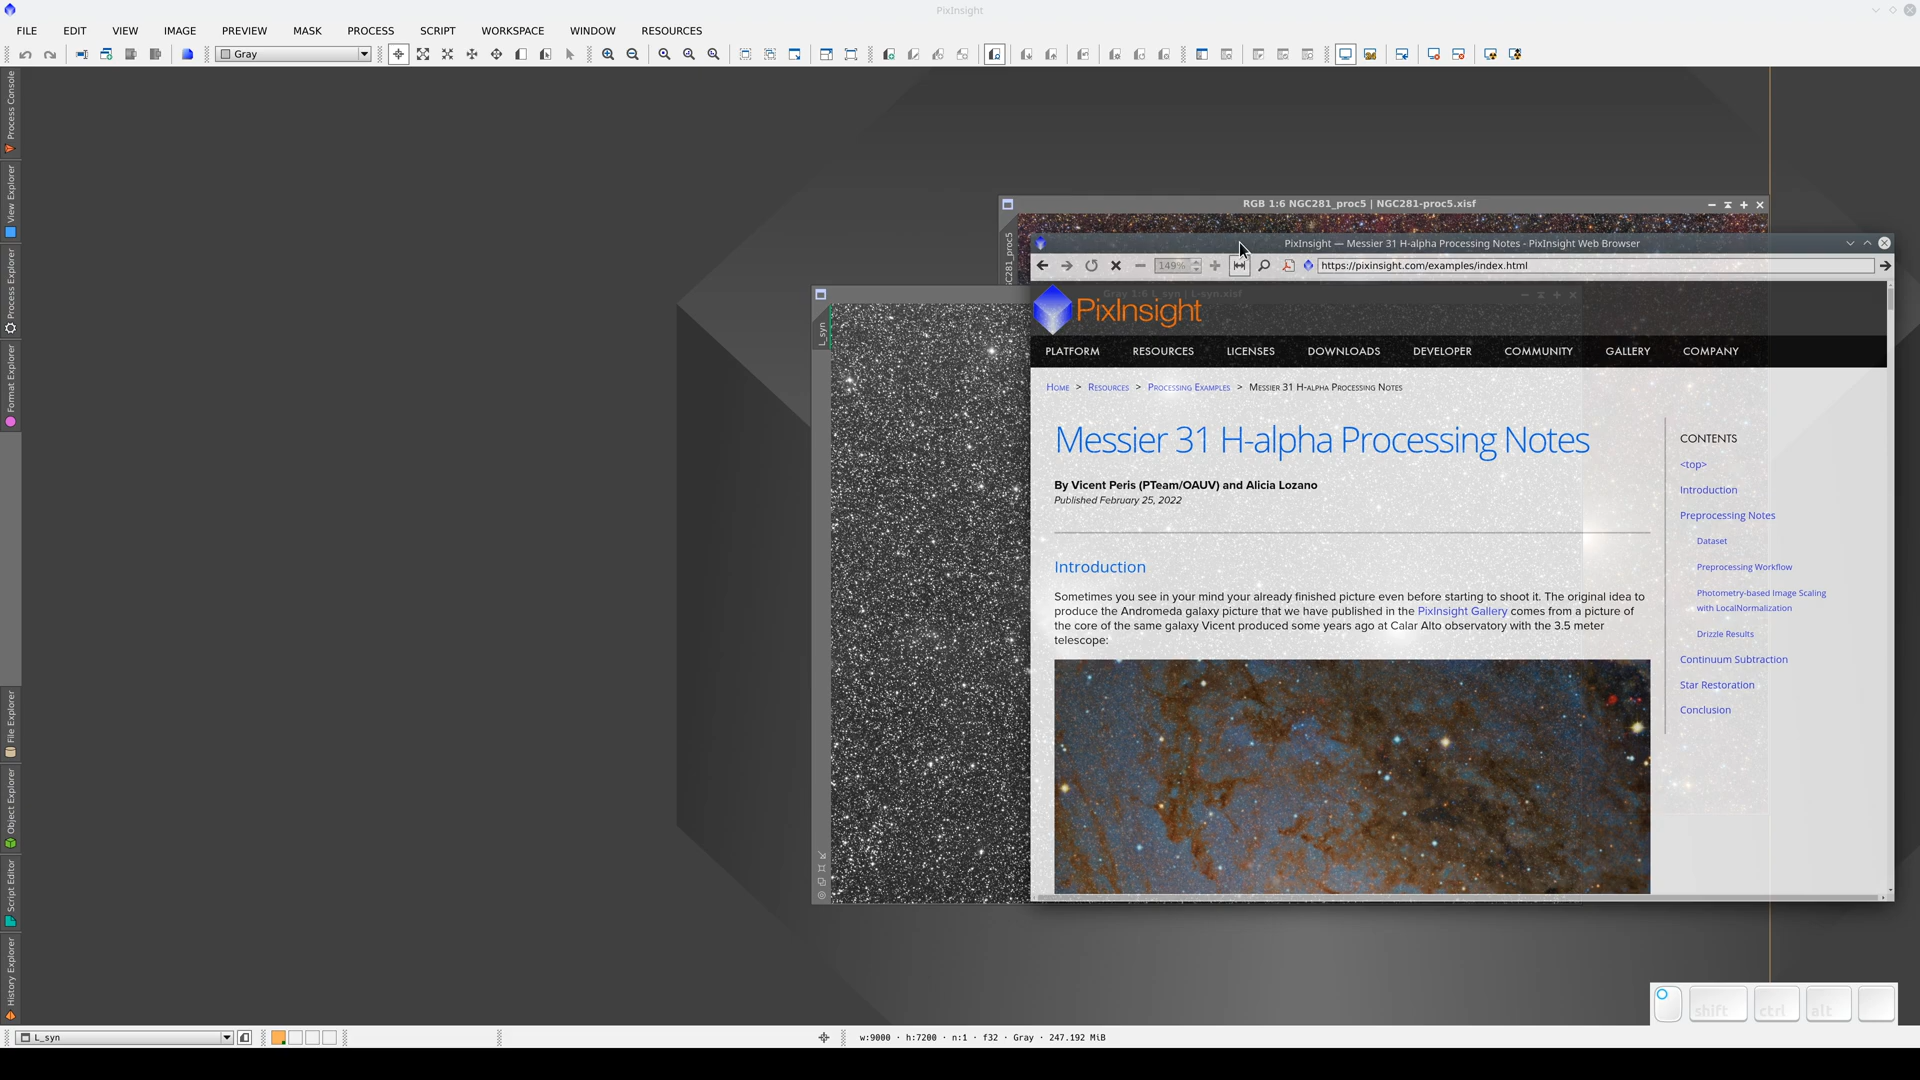 PixInsight
FILE EDIT VIEW IMAGE PREVIEW MASK PROCESS SCRIPT WORKSPACE WINDOW RESOURCES
Gray
Process Console
View Explorer
Process Explorer
Format Explorer
File Explorer
Object Explorer
Script Editor
History Explorer
RGB 1:6 NGC281_proc5 | NGC281-proc5.xisf
PixInsight — Messier 31 H-alpha Processing Notes - PixInsight Web Browser
149%
https://pixinsight.com/examples/index.html
Gray 1:6 L_syn | L-syn.xisf
L_syn
PixInsight
PLATFORM RESOURCES LICENSES DOWNLOADS DEVELOPER COMMUNITY GALLERY COMPANY
Home > Resources > Processing Examples > Messier 31 H-alpha Processing Notes
Messier 31 H-alpha Processing Notes
By Vicent Peris (PTeam/OAUV) and Alicia Lozano
Published February 25, 2022
Introduction
Sometimes you see in your mind your already finished picture even before starting to shoot it. The original idea to
produce the Andromeda galaxy picture that we have published in the PixInsight Gallery comes from a picture of
the core of the same galaxy Vicent produced some years ago at Calar Alto observatory with the 3.5 meter
telescope:
CONTENTS
<top>
Introduction
Preprocessing Notes
Dataset
Preprocessing Workflow
Photometry-based Image Scaling
with LocalNormalization
Drizzle Results
Continuum Subtraction
Star Restoration
Conclusion
shift ctrl alt
L_syn
w:9000 · h:7200 · n:1 · f32 · Gray · 247.192 MiB